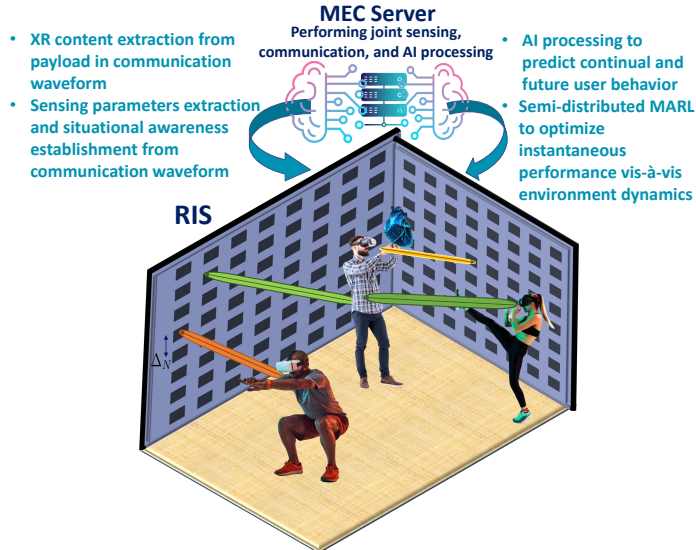 MEC Server
Performing joint sensing,
communication, and AI processing
• XR content extraction from
payload in communication
waveform
• Sensing parameters extraction
and situational awareness
establishment from
communication waveform
• AI processing to
predict continual and
future user behavior
• Semi-distributed MARL
to optimize
instantaneous
performance vis-à-vis
environment dynamics
RIS
Δ_N